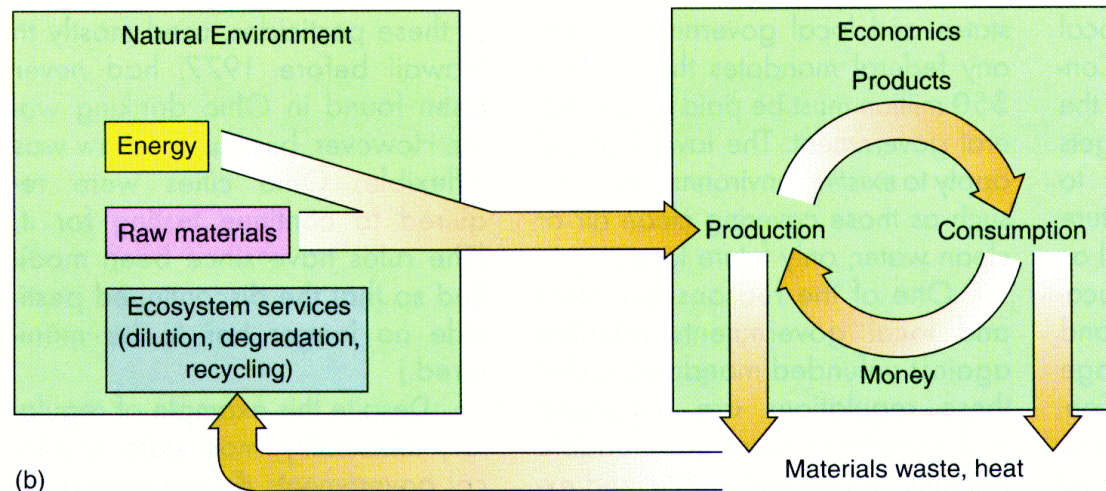 Natural Environment
Energy
Raw materials
Ecosystem services
(dilution, degradation,
recycling)
Economics
Products
Production
Consumption
Money
Materials waste, heat
(b)